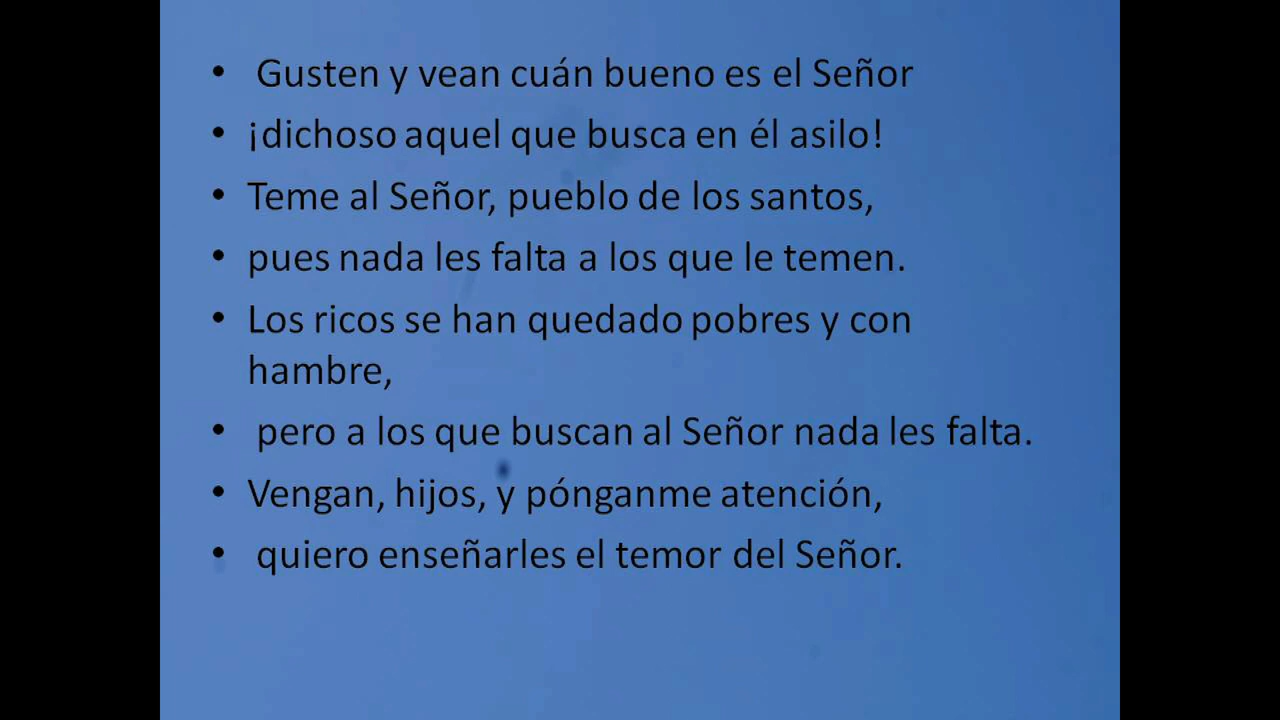 • Gusten y vean cuán bueno es el Señor
• ¡dichoso aquel que busca en él asilo!
• Teme al Señor, pueblo de los santos,
• pues nada les falta a los que le temen.
• Los ricos se han quedado pobres y con
hambre,
• pero a los que buscan al Señor nada les falta.
• Vengan, hijos, y pónganme atención,
• quiero enseñarles el temor del Señor.